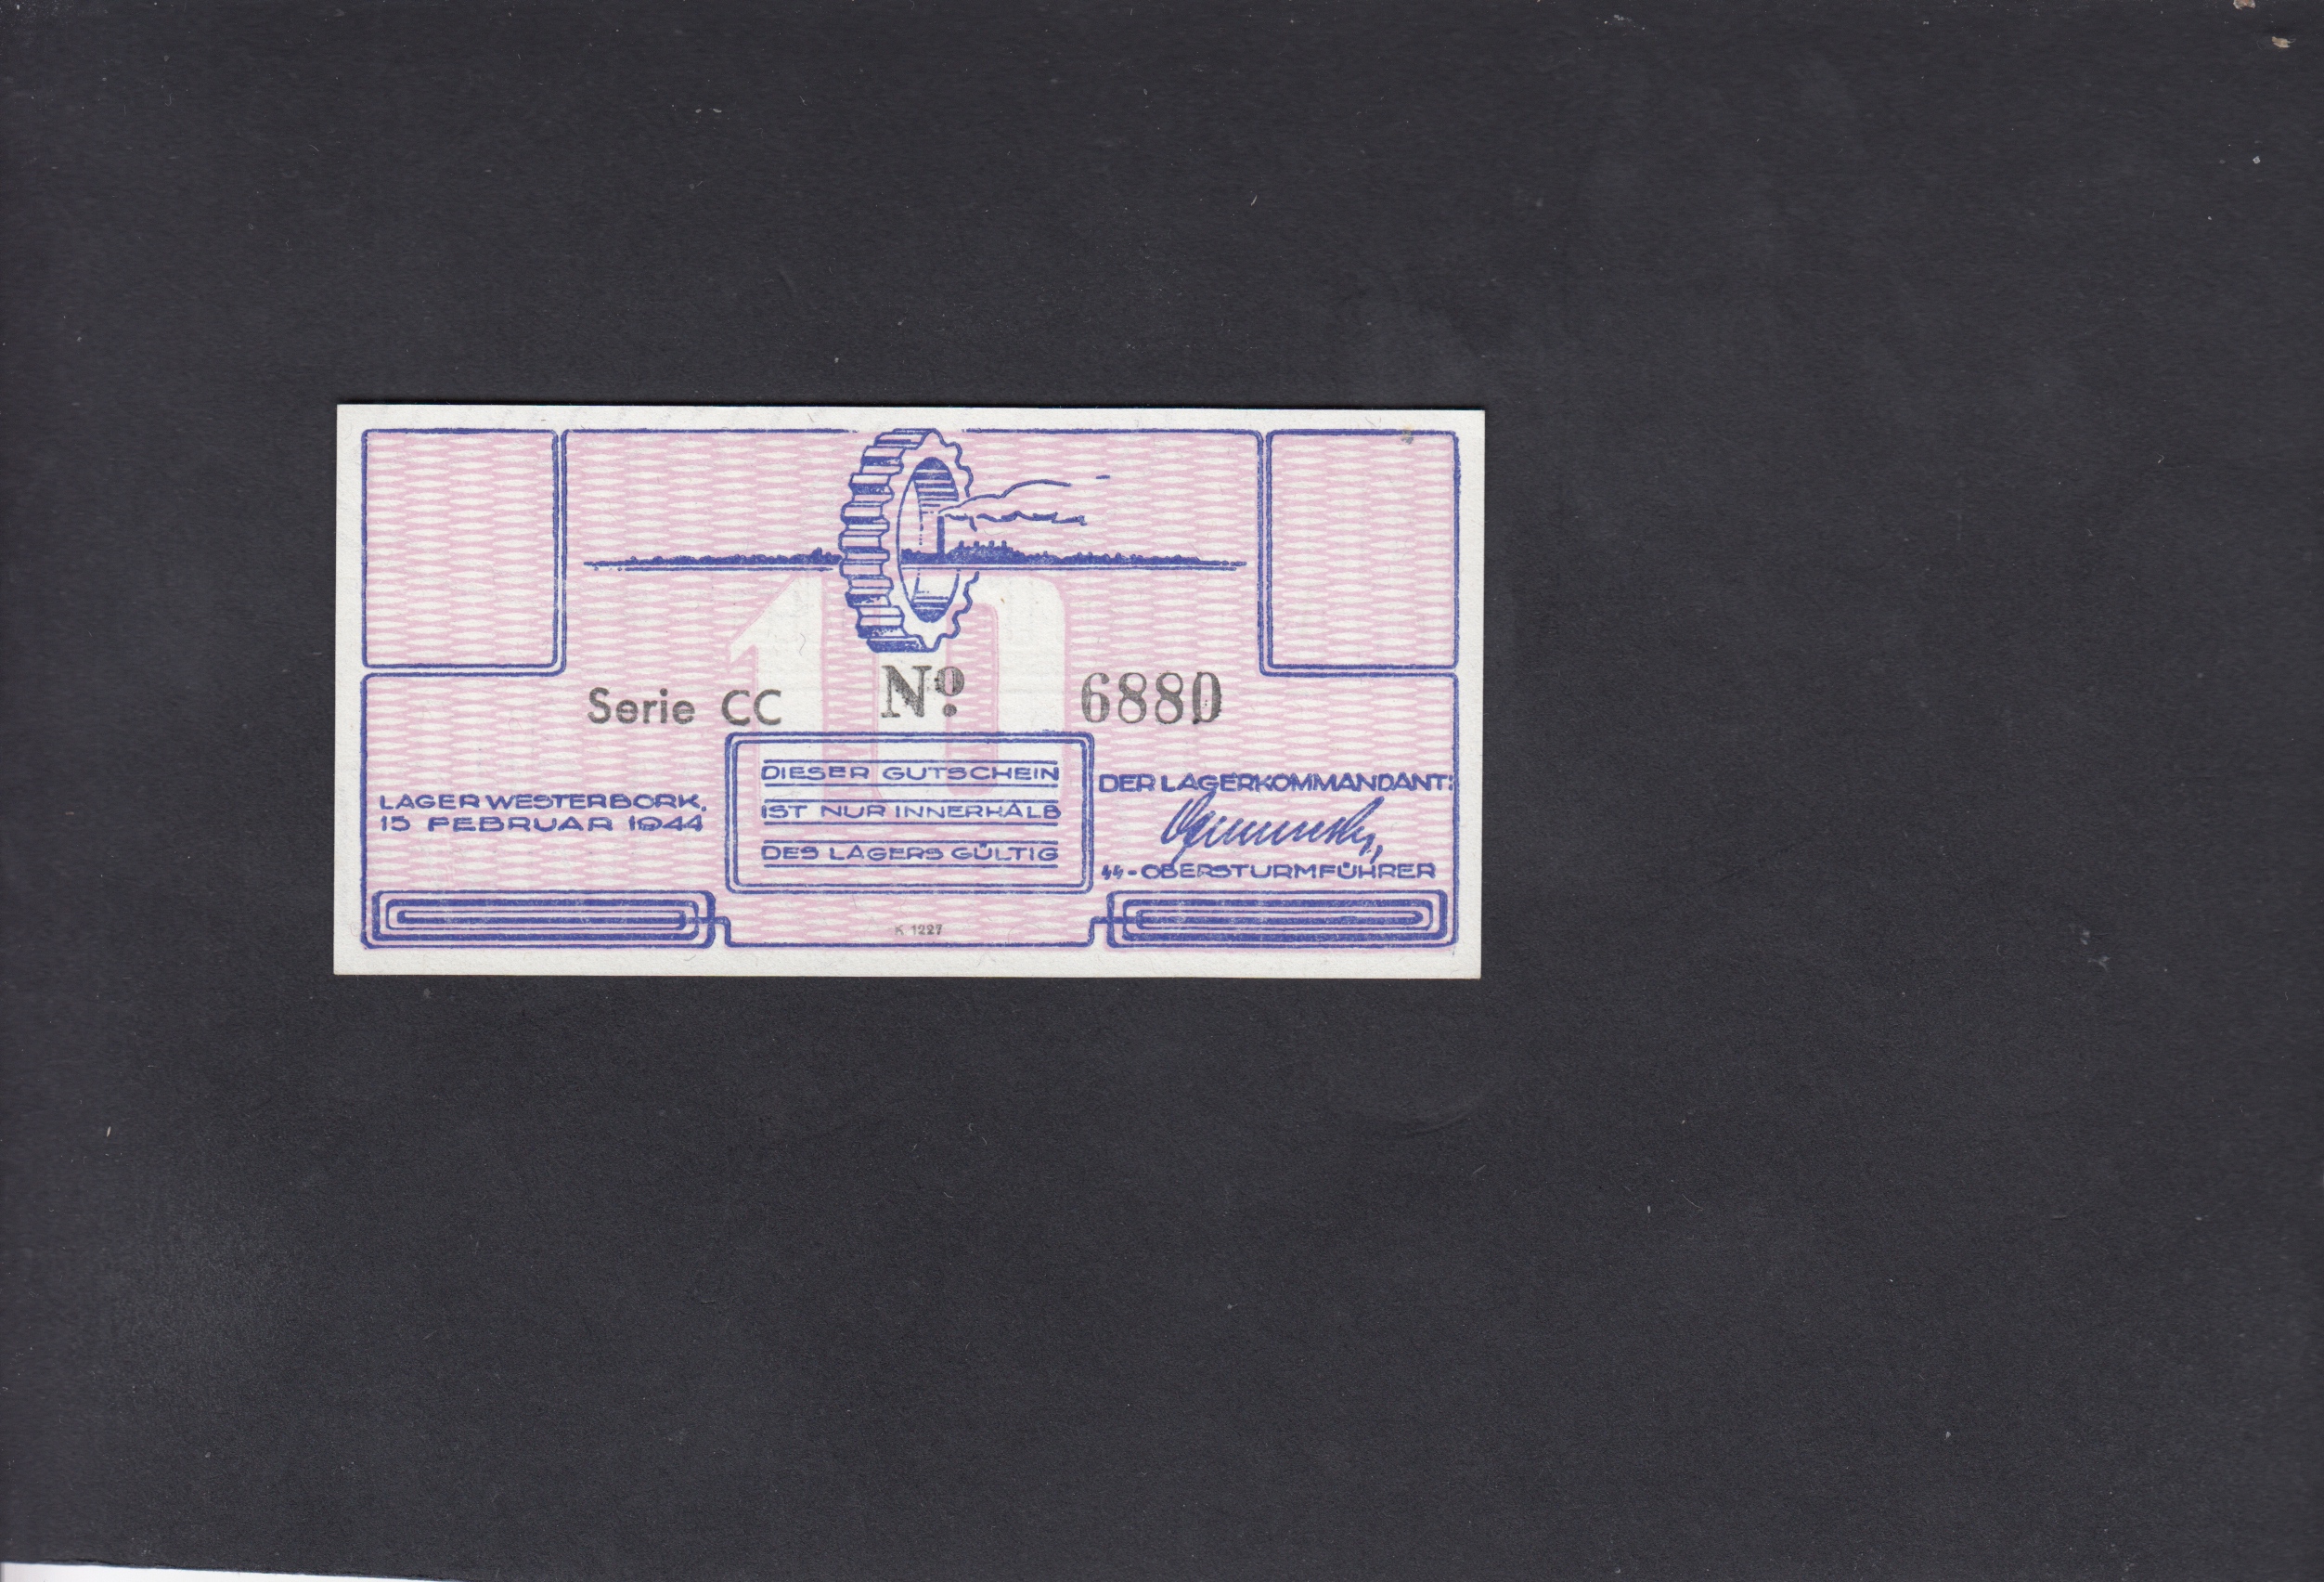 10
Serie CC Nº 6880
LAGER WESTERBORK,
15 FEBRUAR 1944
DIESER GUTSCHEIN
IST NUR INNERHALB
DES LAGERS GÜLTIG
DER LAGERKOMMANDANT:
SS-OBERSTURMFÜHRER
K 1227